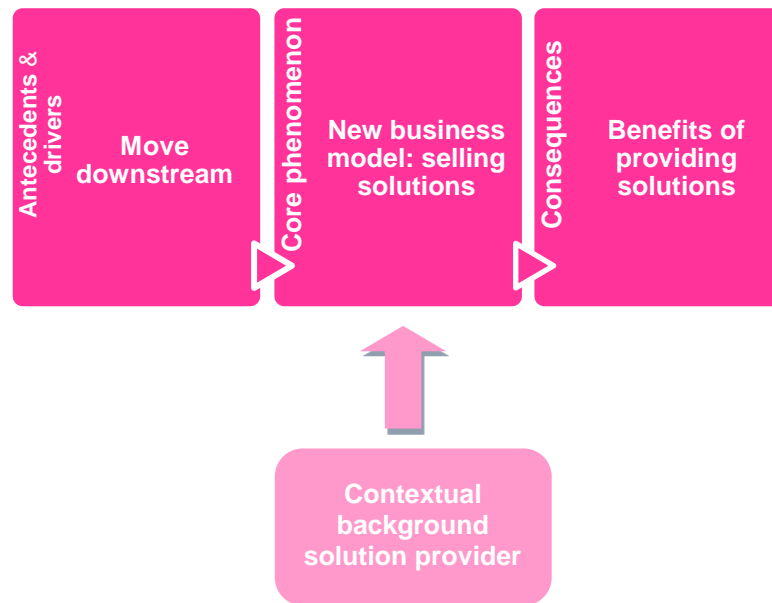 Antecedents &
drivers
Move
downstream
Core phenomenon
New business
model: selling
solutions
Consequences
Benefits of
providing
solutions
Contextual
background
solution provider